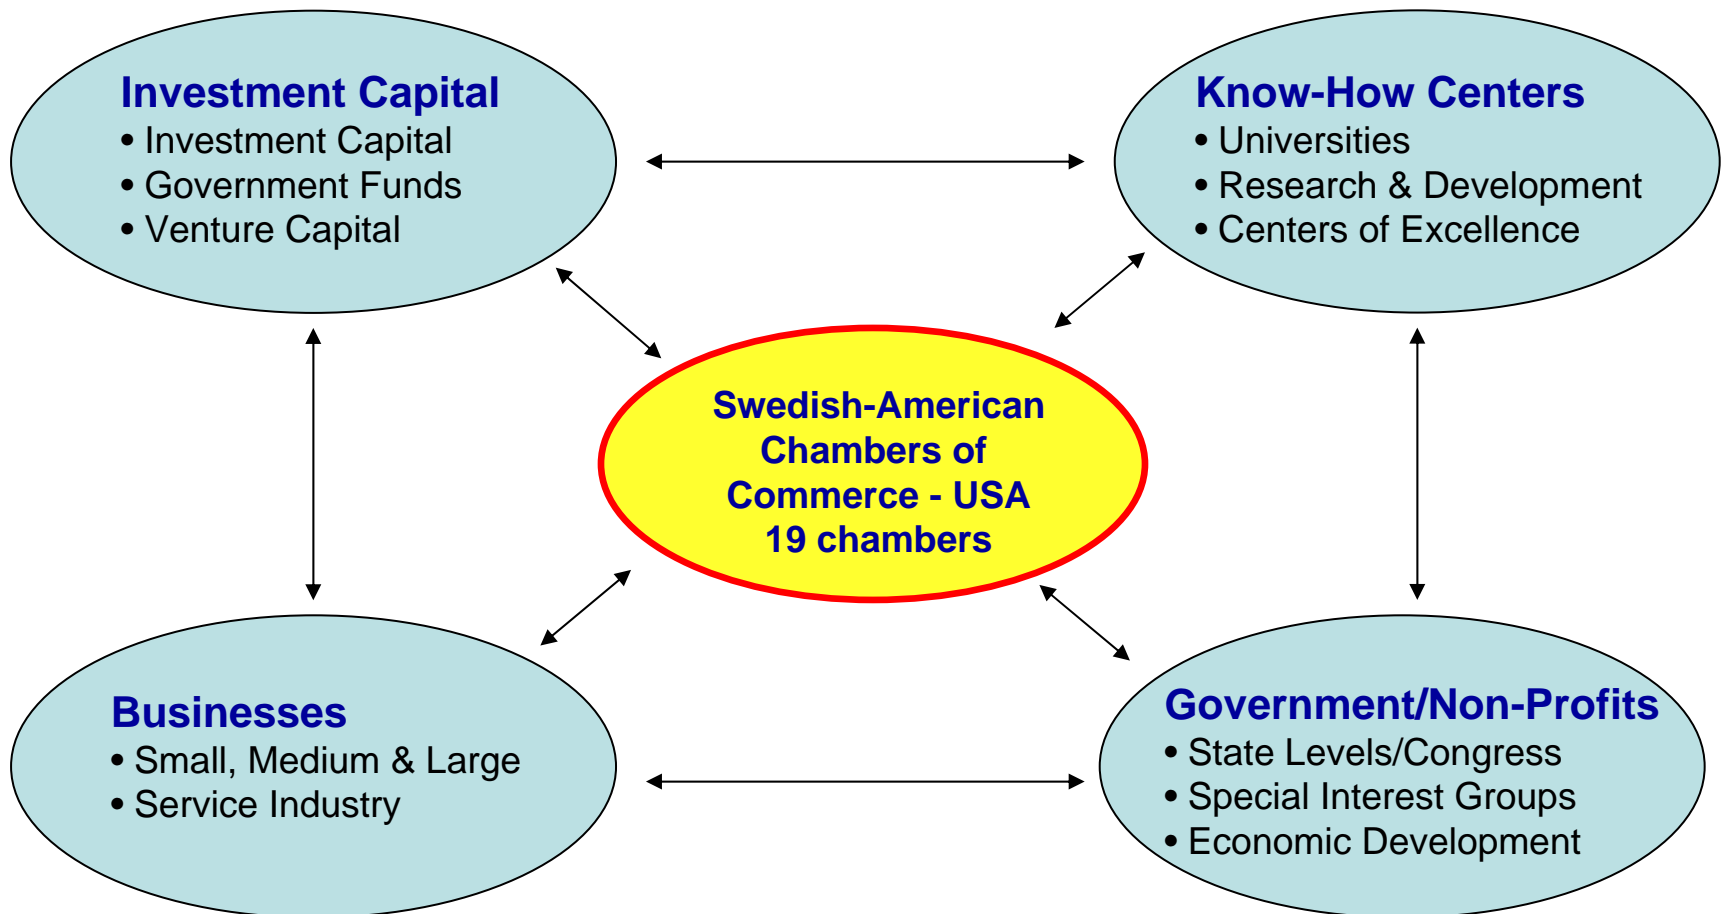 Investment Capital
• Investment Capital
• Government Funds
• Venture Capital
Know-How Centers
• Universities
• Research & Development
• Centers of Excellence
Swedish-American
Chambers of
Commerce - USA
19 chambers
Businesses
• Small, Medium & Large
• Service Industry
Government/Non-Profits
• State Levels/Congress
• Special Interest Groups
• Economic Development